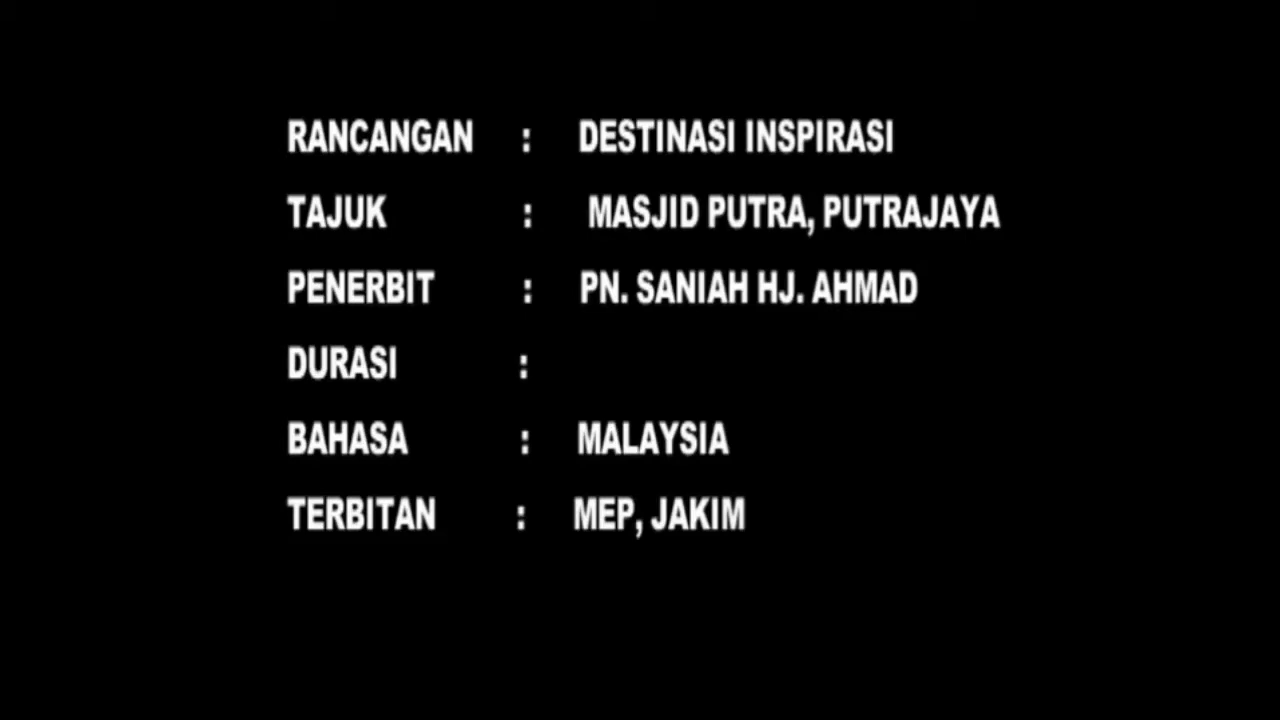 RANCANGAN : DESTINASI INSPIRASI
TAJUK : MASJID PUTRA, PUTRAJAYA
PENERBIT : PN. SANIAH HJ. AHMAD
DURASI :
BAHASA : MALAYSIA
TERBITAN : MEP, JAKIM